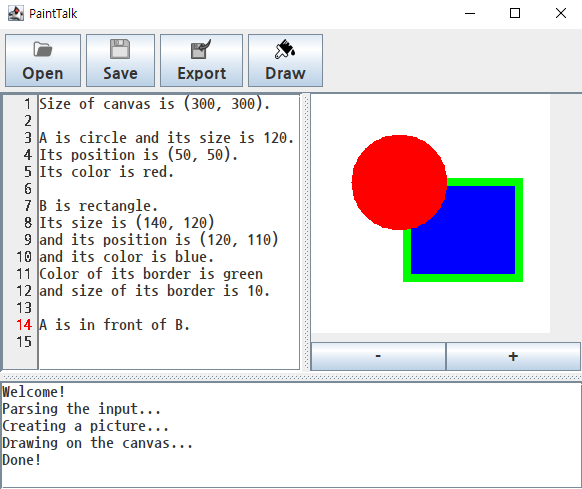 PaintTalk
Open Save Export Draw
1 Size of canvas is (300, 300).
2
3 A is circle and its size is 120.
4 Its position is (50, 50).
5 Its color is red.
6
7 B is rectangle.
8 Its size is (140, 120)
9 and its position is (120, 110)
10 and its color is blue.
11 Color of its border is green
12 and size of its border is 10.
13
14 A is in front of B.
15
- +
Welcome!
Parsing the input...
Creating a picture...
Drawing on the canvas...
Done!